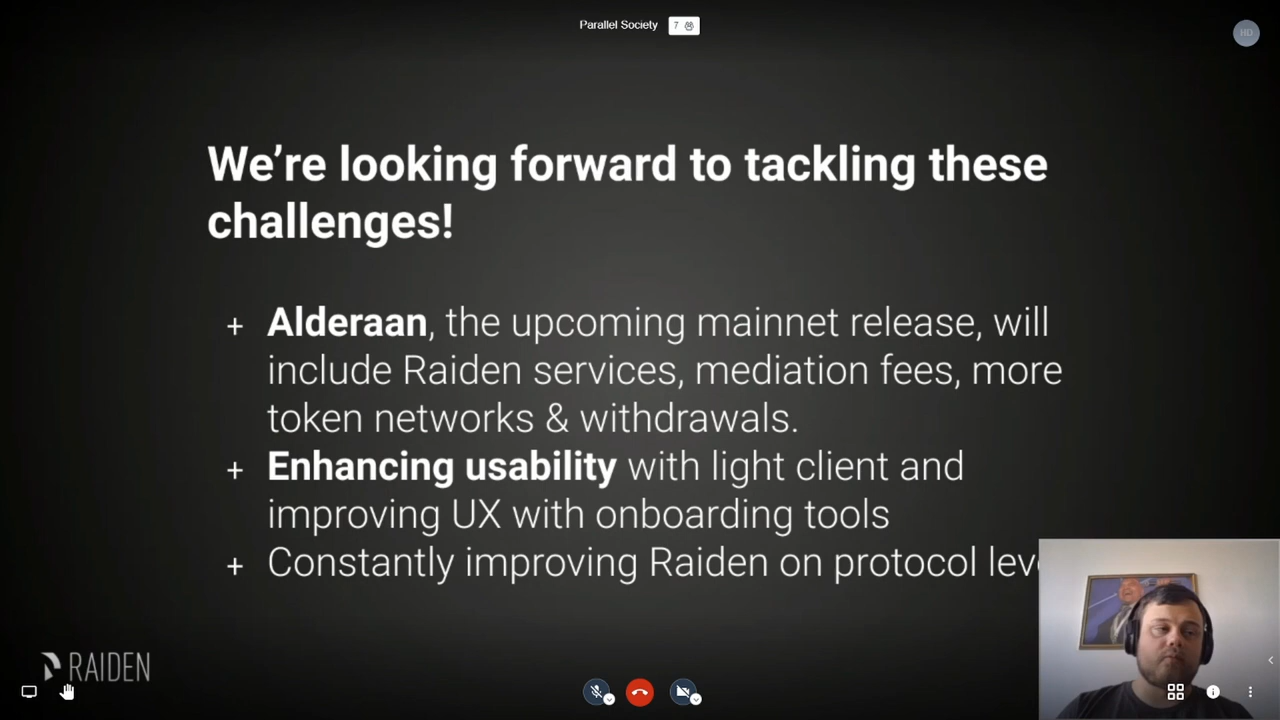 Parallel Society 7
HD
We're looking forward to tackling these
challenges!
+ Alderaan, the upcoming mainnet release, will
include Raiden services, mediation fees, more
token networks & withdrawals.
+ Enhancing usability with light client and
improving UX with onboarding tools
+ Constantly improving Raiden on protocol
RAIDEN